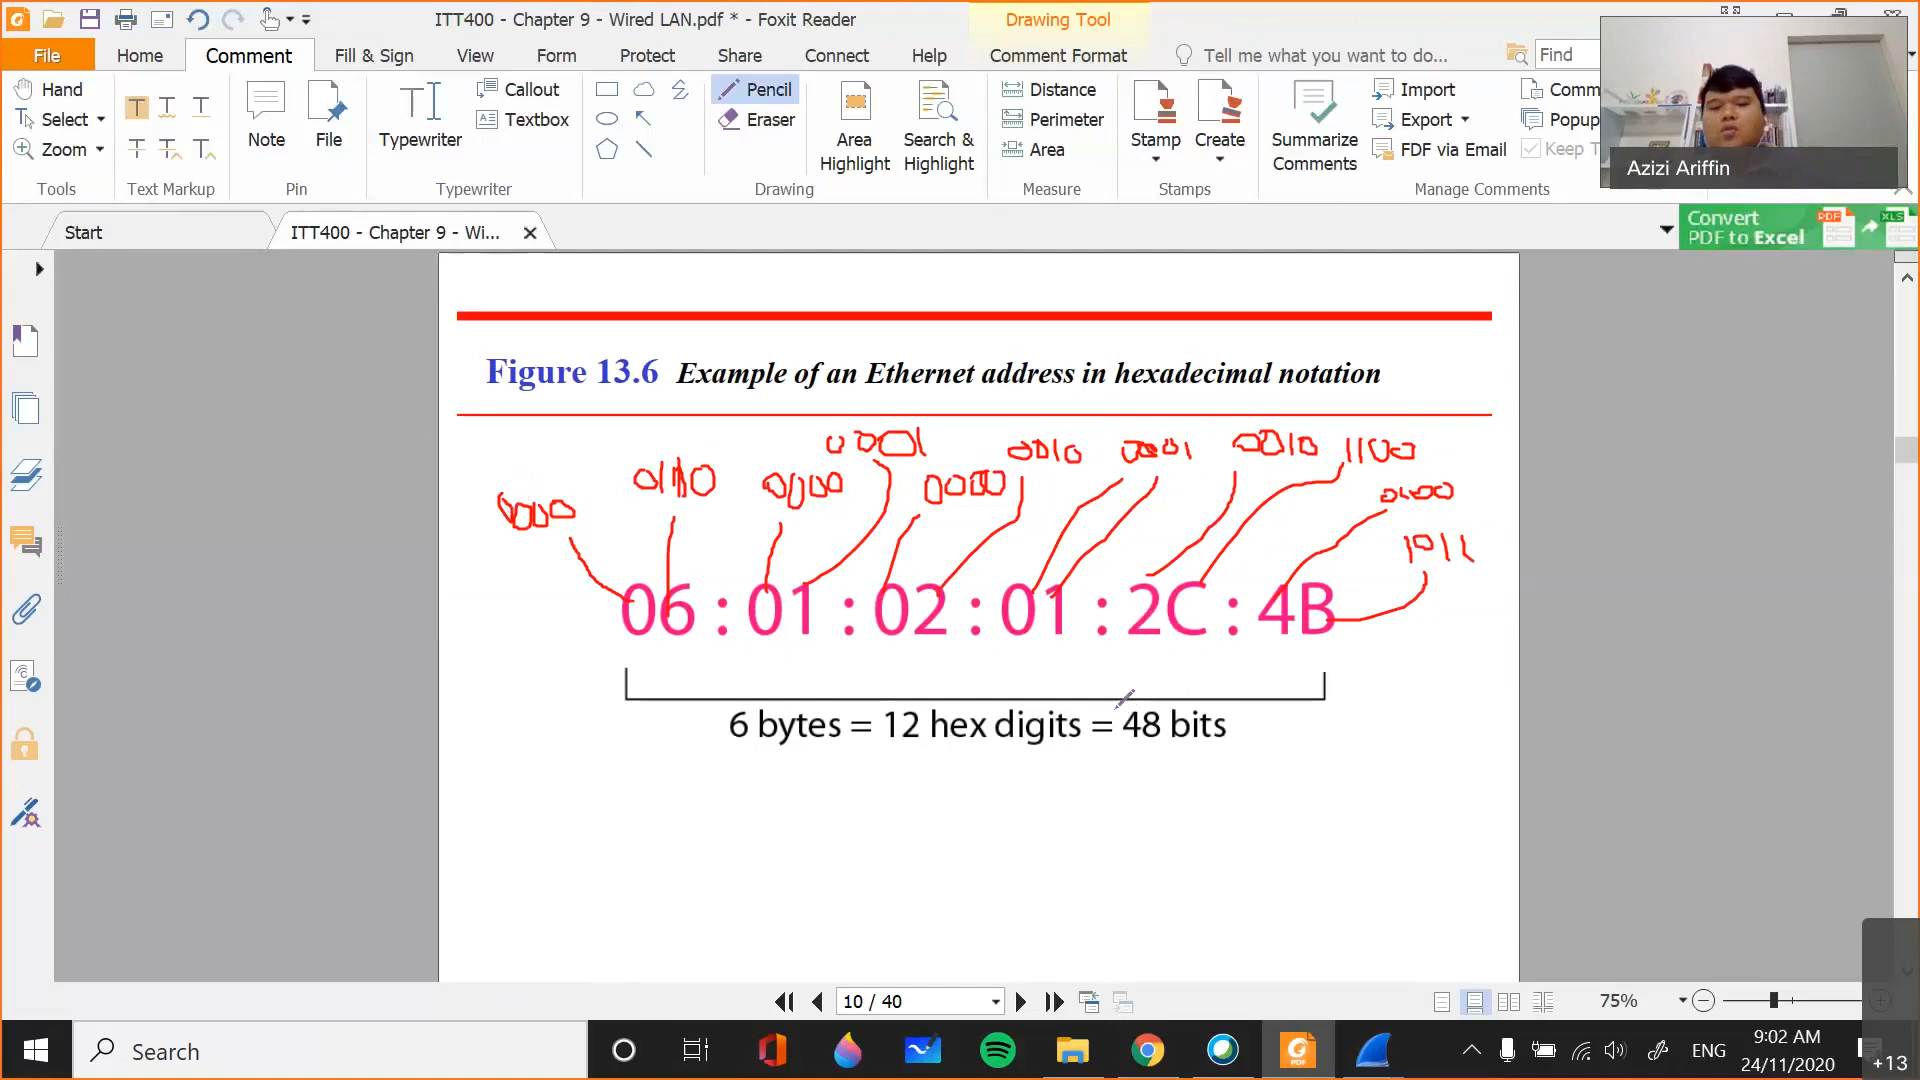 ITT400 - Chapter 9 - Wired LAN.pdf * - Foxit Reader
Drawing Tool
File Home Comment Fill & Sign View Form Protect Share Connect Help Comment Format Tell me what you want to do... Find
Hand
Select
Zoom
Tools
Text Markup
Note
File
Pin
Typewriter
Callout
Textbox
Typewriter
Pencil
Eraser
Area Highlight
Search & Highlight
Drawing
Distance
Perimeter
Area
Measure
Stamp
Create
Stamps
Summarize Comments
Import
Export
FDF via Email
Comm
Popup
Keep T
Manage Comments
Azizi Ariffin
Start
ITT400 - Chapter 9 - Wi...
Convert
PDF to Excel
PDF
XLS
Figure 13.6 Example of an Ethernet address in hexadecimal notation
0001
0010
0001
0010
1100
0110
0000
0000
0100
0000
1011
06 : 01 : 02 : 01 : 2C : 4B
6 bytes = 12 hex digits = 48 bits
10 / 40
75%
Search
ENG
9:02 AM
24/11/2020
+13